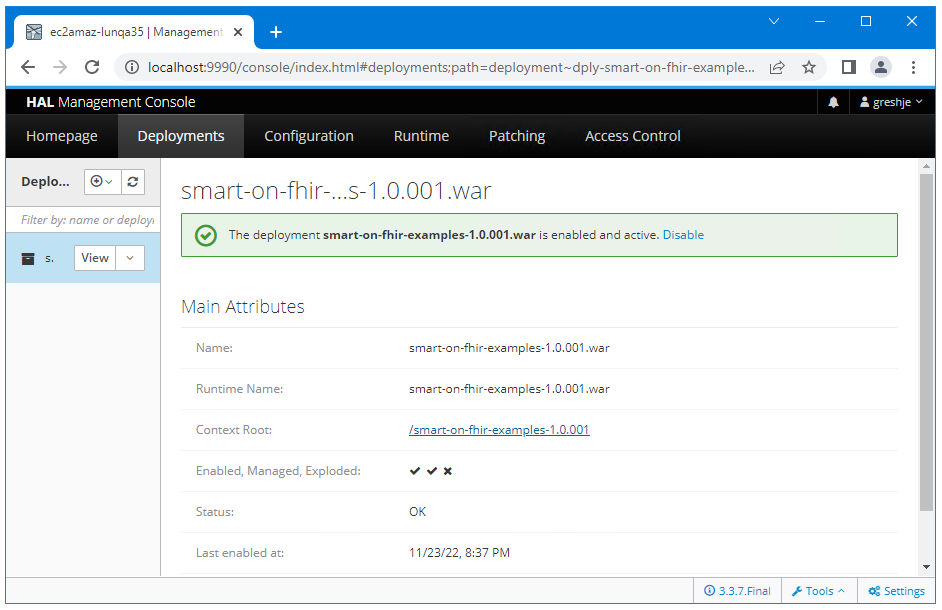 ec2amaz-lunqa35 | Management
localhost:9990/console/index.html#deployments;path=deployment~dply-smart-on-fhir-example...
HAL Management Console
greshje
Homepage
Deployments
Configuration
Runtime
Patching
Access Control
Deplo...
Filter by: name or deployı
s.
View
smart-on-fhir-...s-1.0.001.war
The deployment smart-on-fhir-examples-1.0.001.war is enabled and active. Disable
Main Attributes
Name: smart-on-fhir-examples-1.0.001.war
Runtime Name: smart-on-fhir-examples-1.0.001.war
Context Root: /smart-on-fhir-examples-1.0.001
Enabled, Managed, Exploded: ✔ ✔ ✖
Status: OK
Last enabled at: 11/23/22, 8:37 PM
3.3.7.Final
Tools
Settings